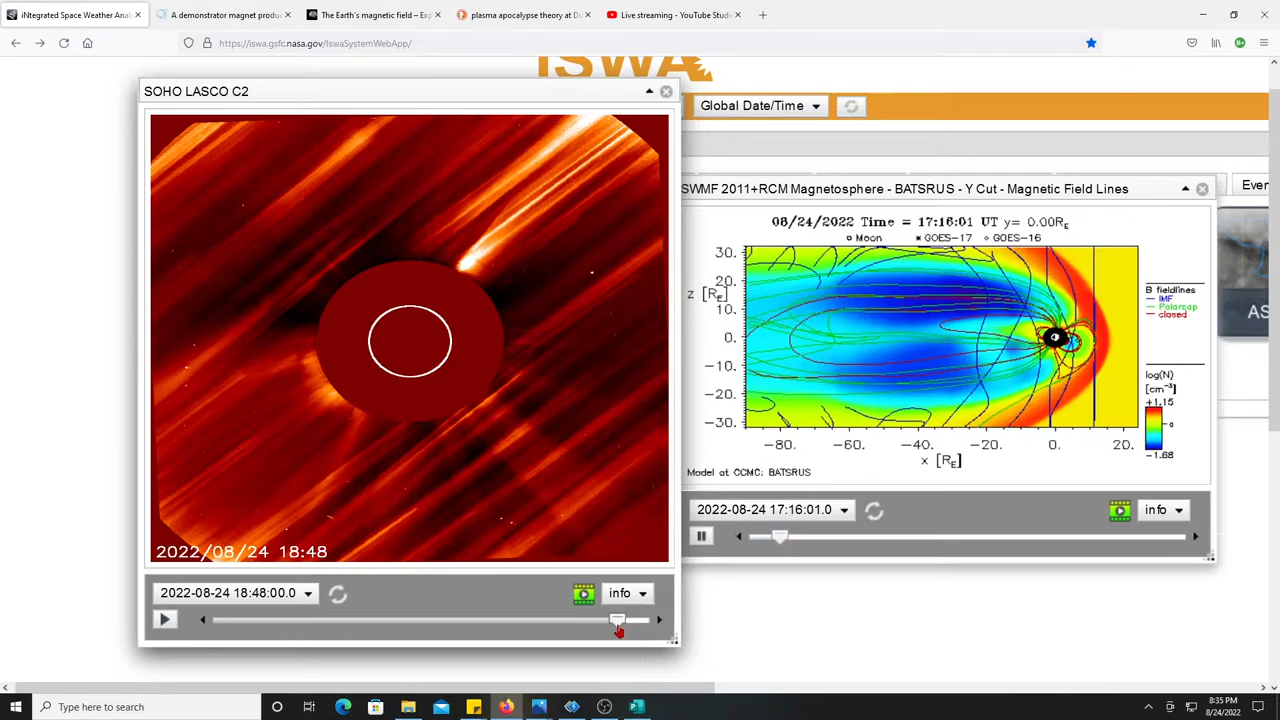 iNtegrated Space Weather Anal
A demonstrator magnet produ
The Earth's magnetic field – Exp
plasma apocalypse theory at Du
Live streaming - YouTube Studi
https://iswa.gsfc.nasa.gov/IswaSystemWebApp/
iSWA
Global Date/Time
Even
SOHO LASCO C2
SWMF 2011+RCM Magnetosphere - BATSRUS - Y Cut - Magnetic Field Lines
08/24/2022 Time = 17:16:01 UT y= 0.00RE
Moon GOES-17 GOES-16
z [RE]
30.
20.
10.
0.
-10.
-20.
-30.
-80. -60. -40. -20. 0. 20.
x [RE]
B fieldlines
IMF
Polarcap
closed
log(N)
[cm-3]
+1.15
-1.68
Model at CCMC: BATSRUS
AS
2022-08-24 17:16:01.0
info
2022/08/24 18:48
2022-08-24 18:48:00.0
info
Type here to search
8:35 PM
8/24/2022